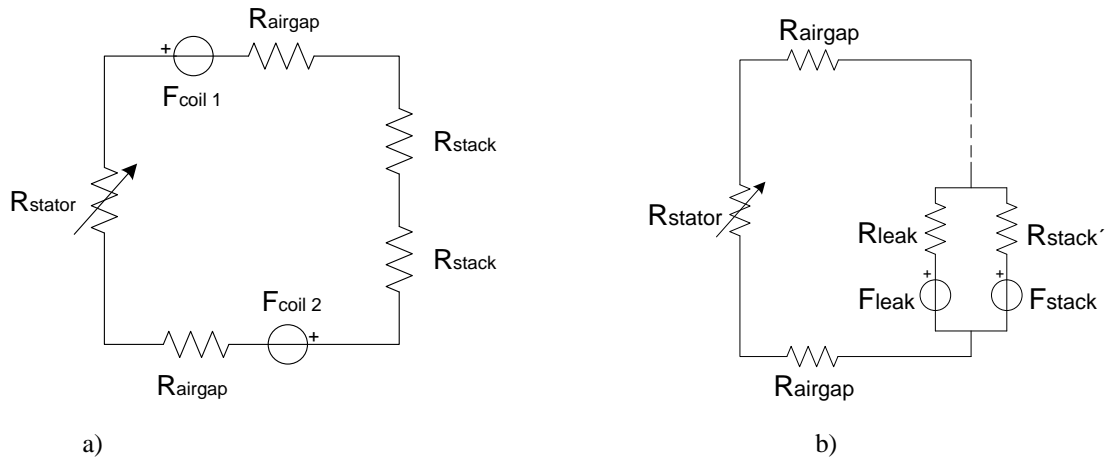 Rairgap
+
Fcoil 1
Rstack
Rstator
Rstack
Fcoil 2
+
Rairgap
a)
Rairgap
Rstator
Rleak
Rstack´
+
+
Fleak
Fstack
Rairgap
b)